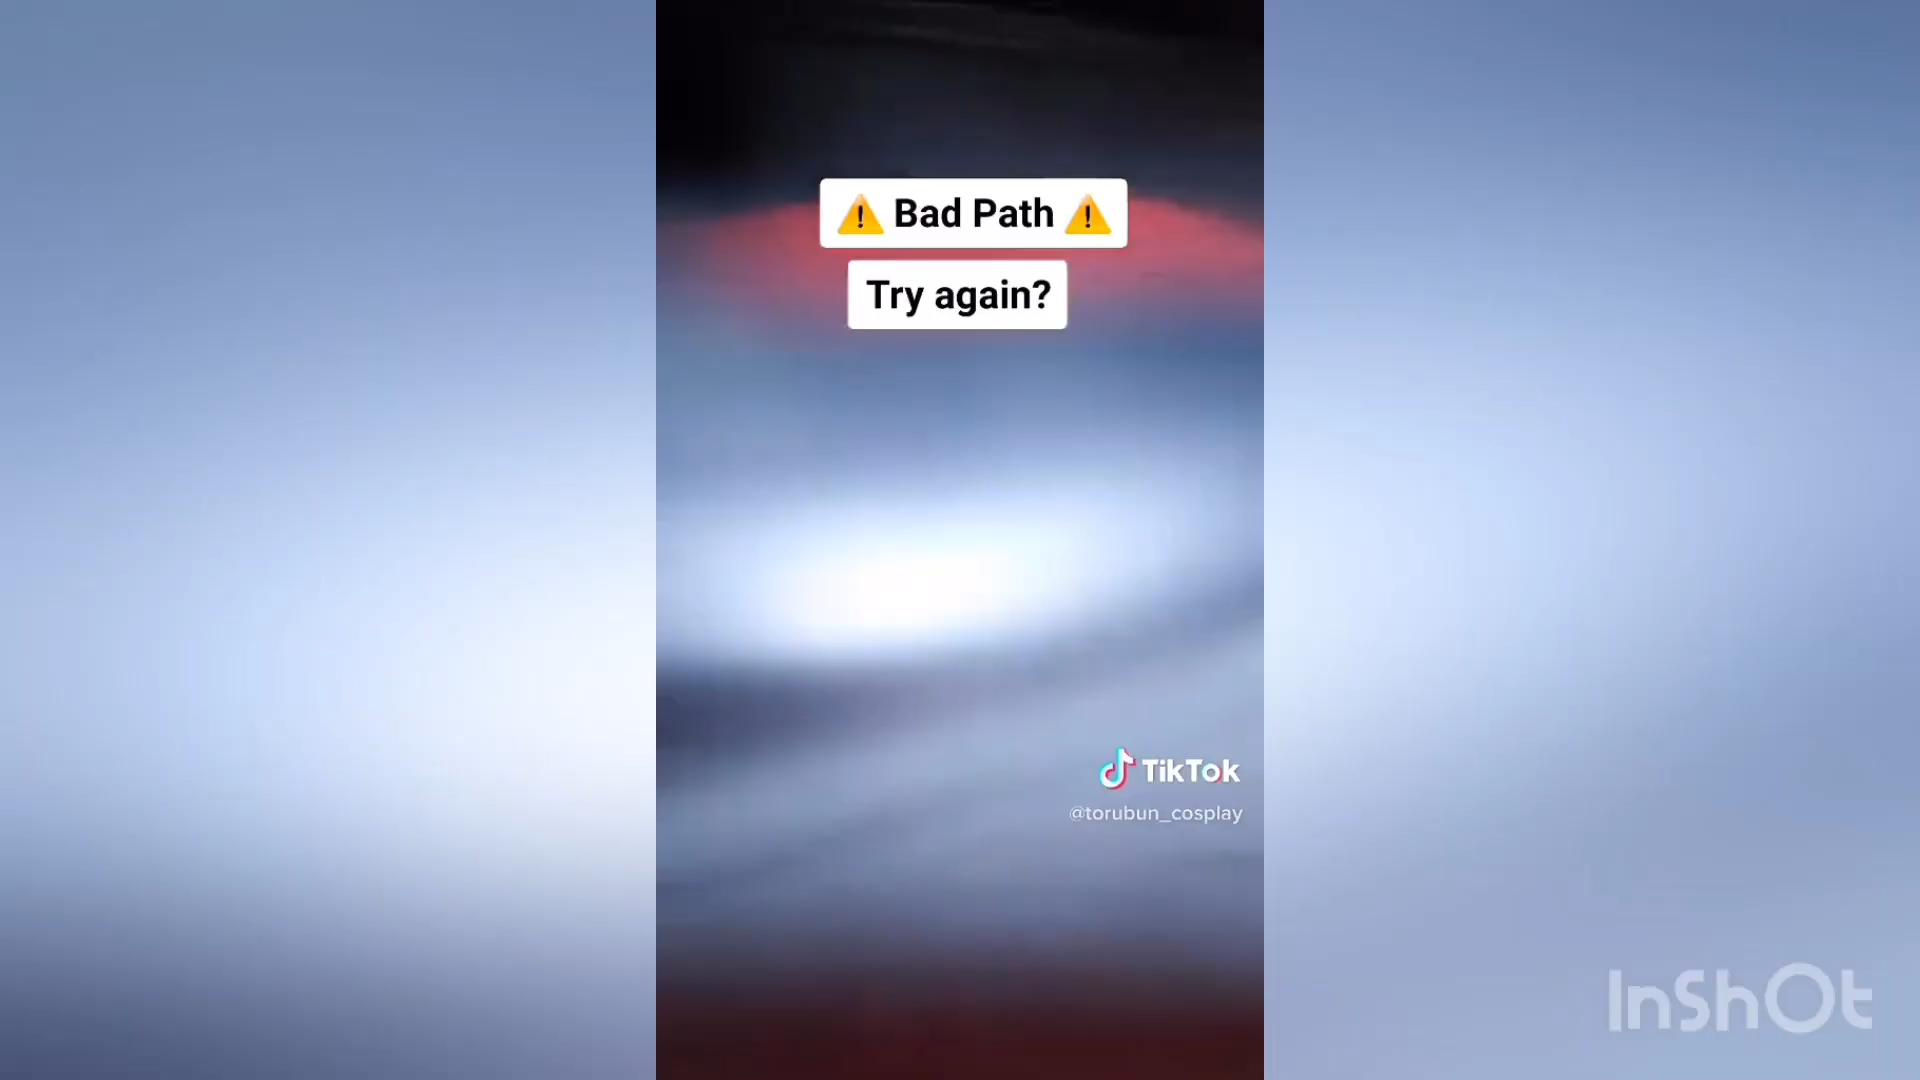 ⚠️ Bad Path ⚠️
Try again?
TikTok
@torubun_cosplay
InShOt